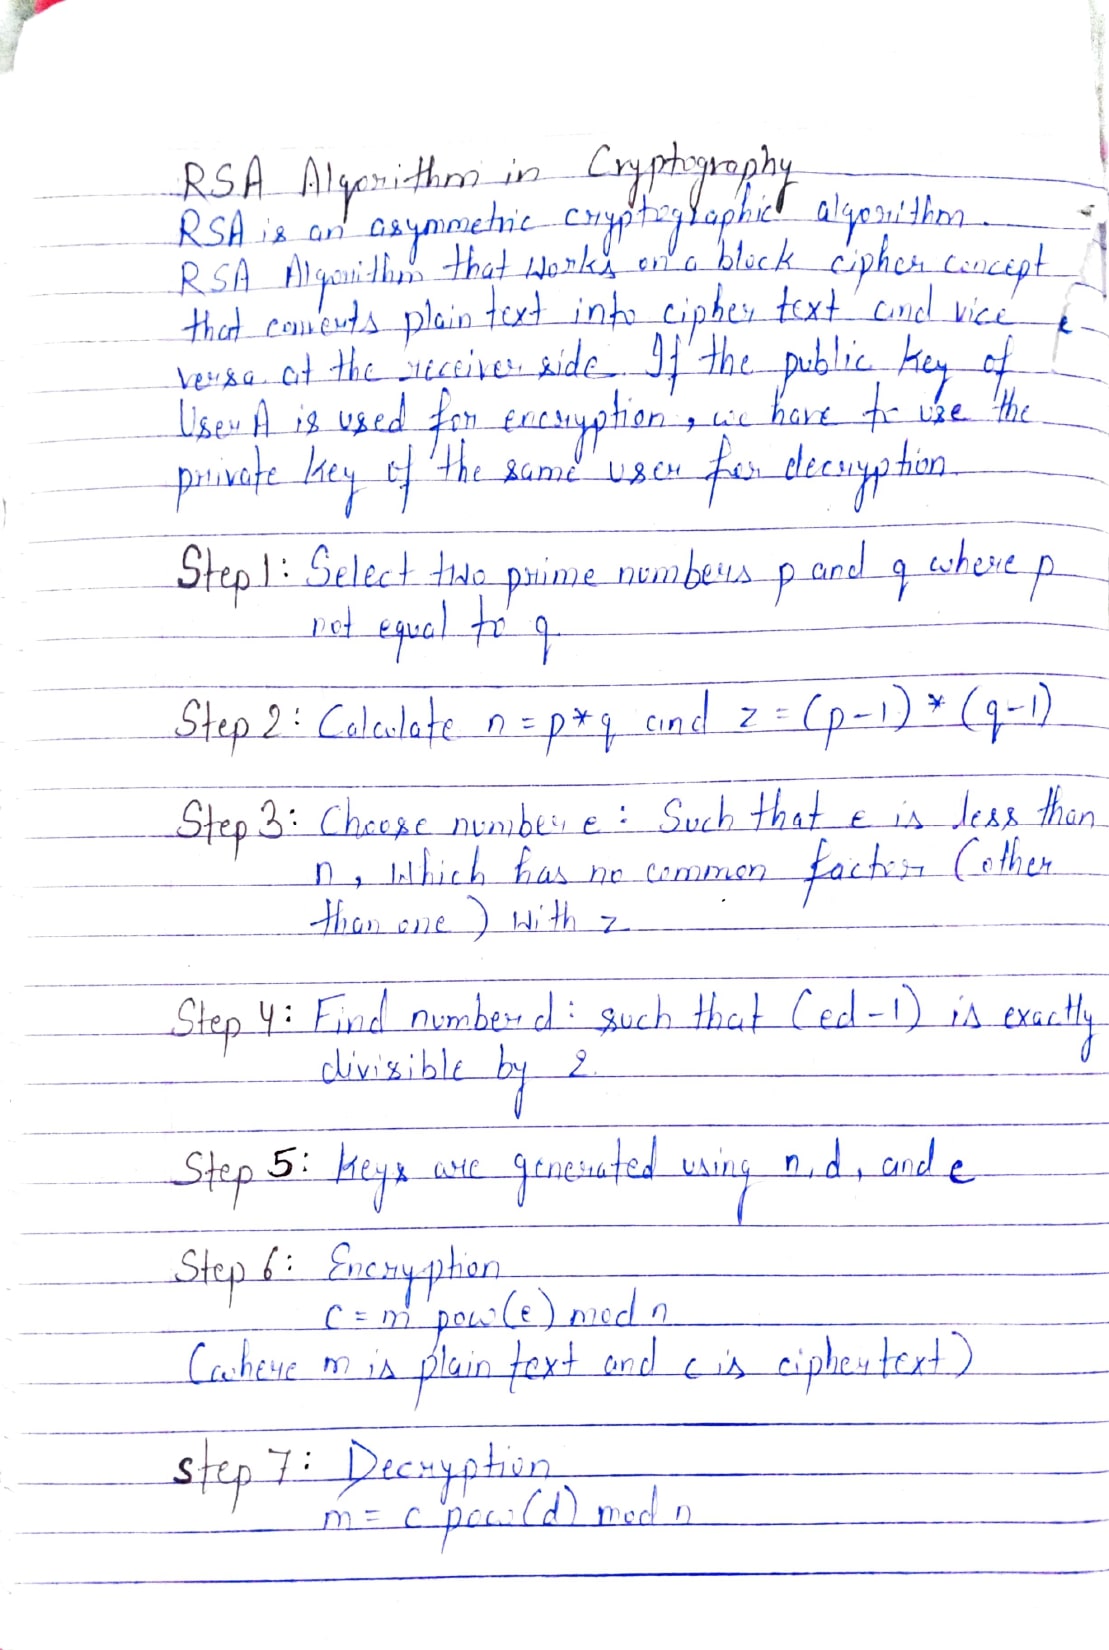 RSA Algorithm in Cryptography
RSA is an asymmetric cryptographic algorithm.
RSA Algorithm that works on a block cipher concept
that converts plain text into cipher text and vice
versa at the receiver side. If the public key of
User A is used for encryption, we have to use the
private key of the same user for decryption.
Step 1: Select two prime numbers p and q where p
not equal to q.
Step 2: Calculate n = p*q and z = (p-1) * (q-1)
Step 3: Choose number e : Such that e is less than
n, which has no common factor (other
than one) with z
Step 4: Find number d : such that (ed-1) is exactly
divisible by 2.
Step 5: Keys are generated using n, d, and e
Step 6: Encryption
C = m pow(e) mod n
(where m is plain text and c is ciphertext)
step 7: Decryption
m = c pow(d) mod n